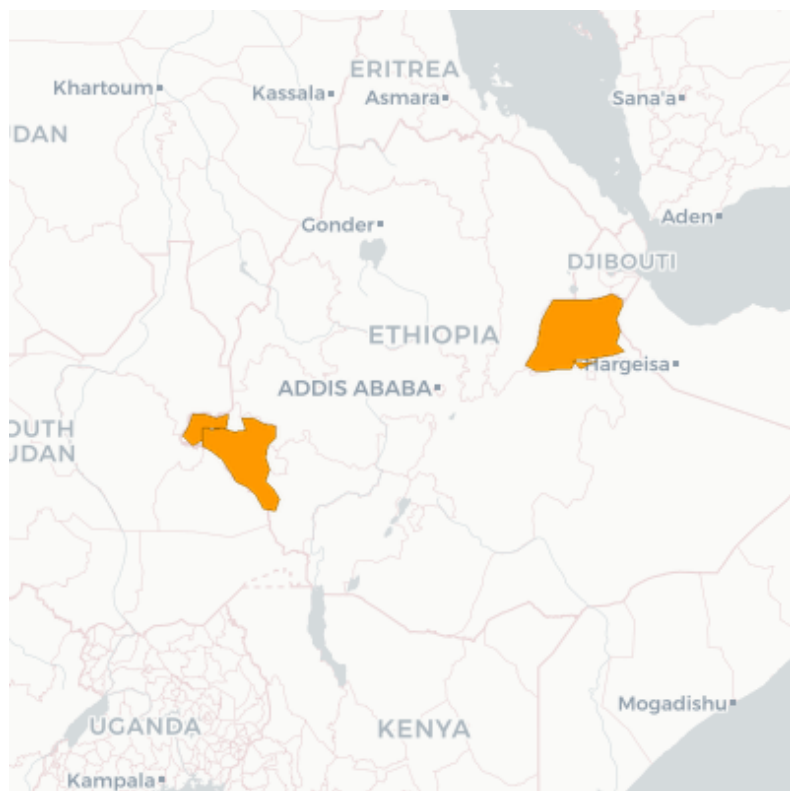 ERITREA
Khartoum
Kassala
Asmara
Sana'a
UDAN
Gonder
Aden
DJIBOUTI
ETHIOPIA
Hargeisa
ADDIS ABABA
OUTH
UDAN
Mogadishu
UGANDA
KENYA
Kampala